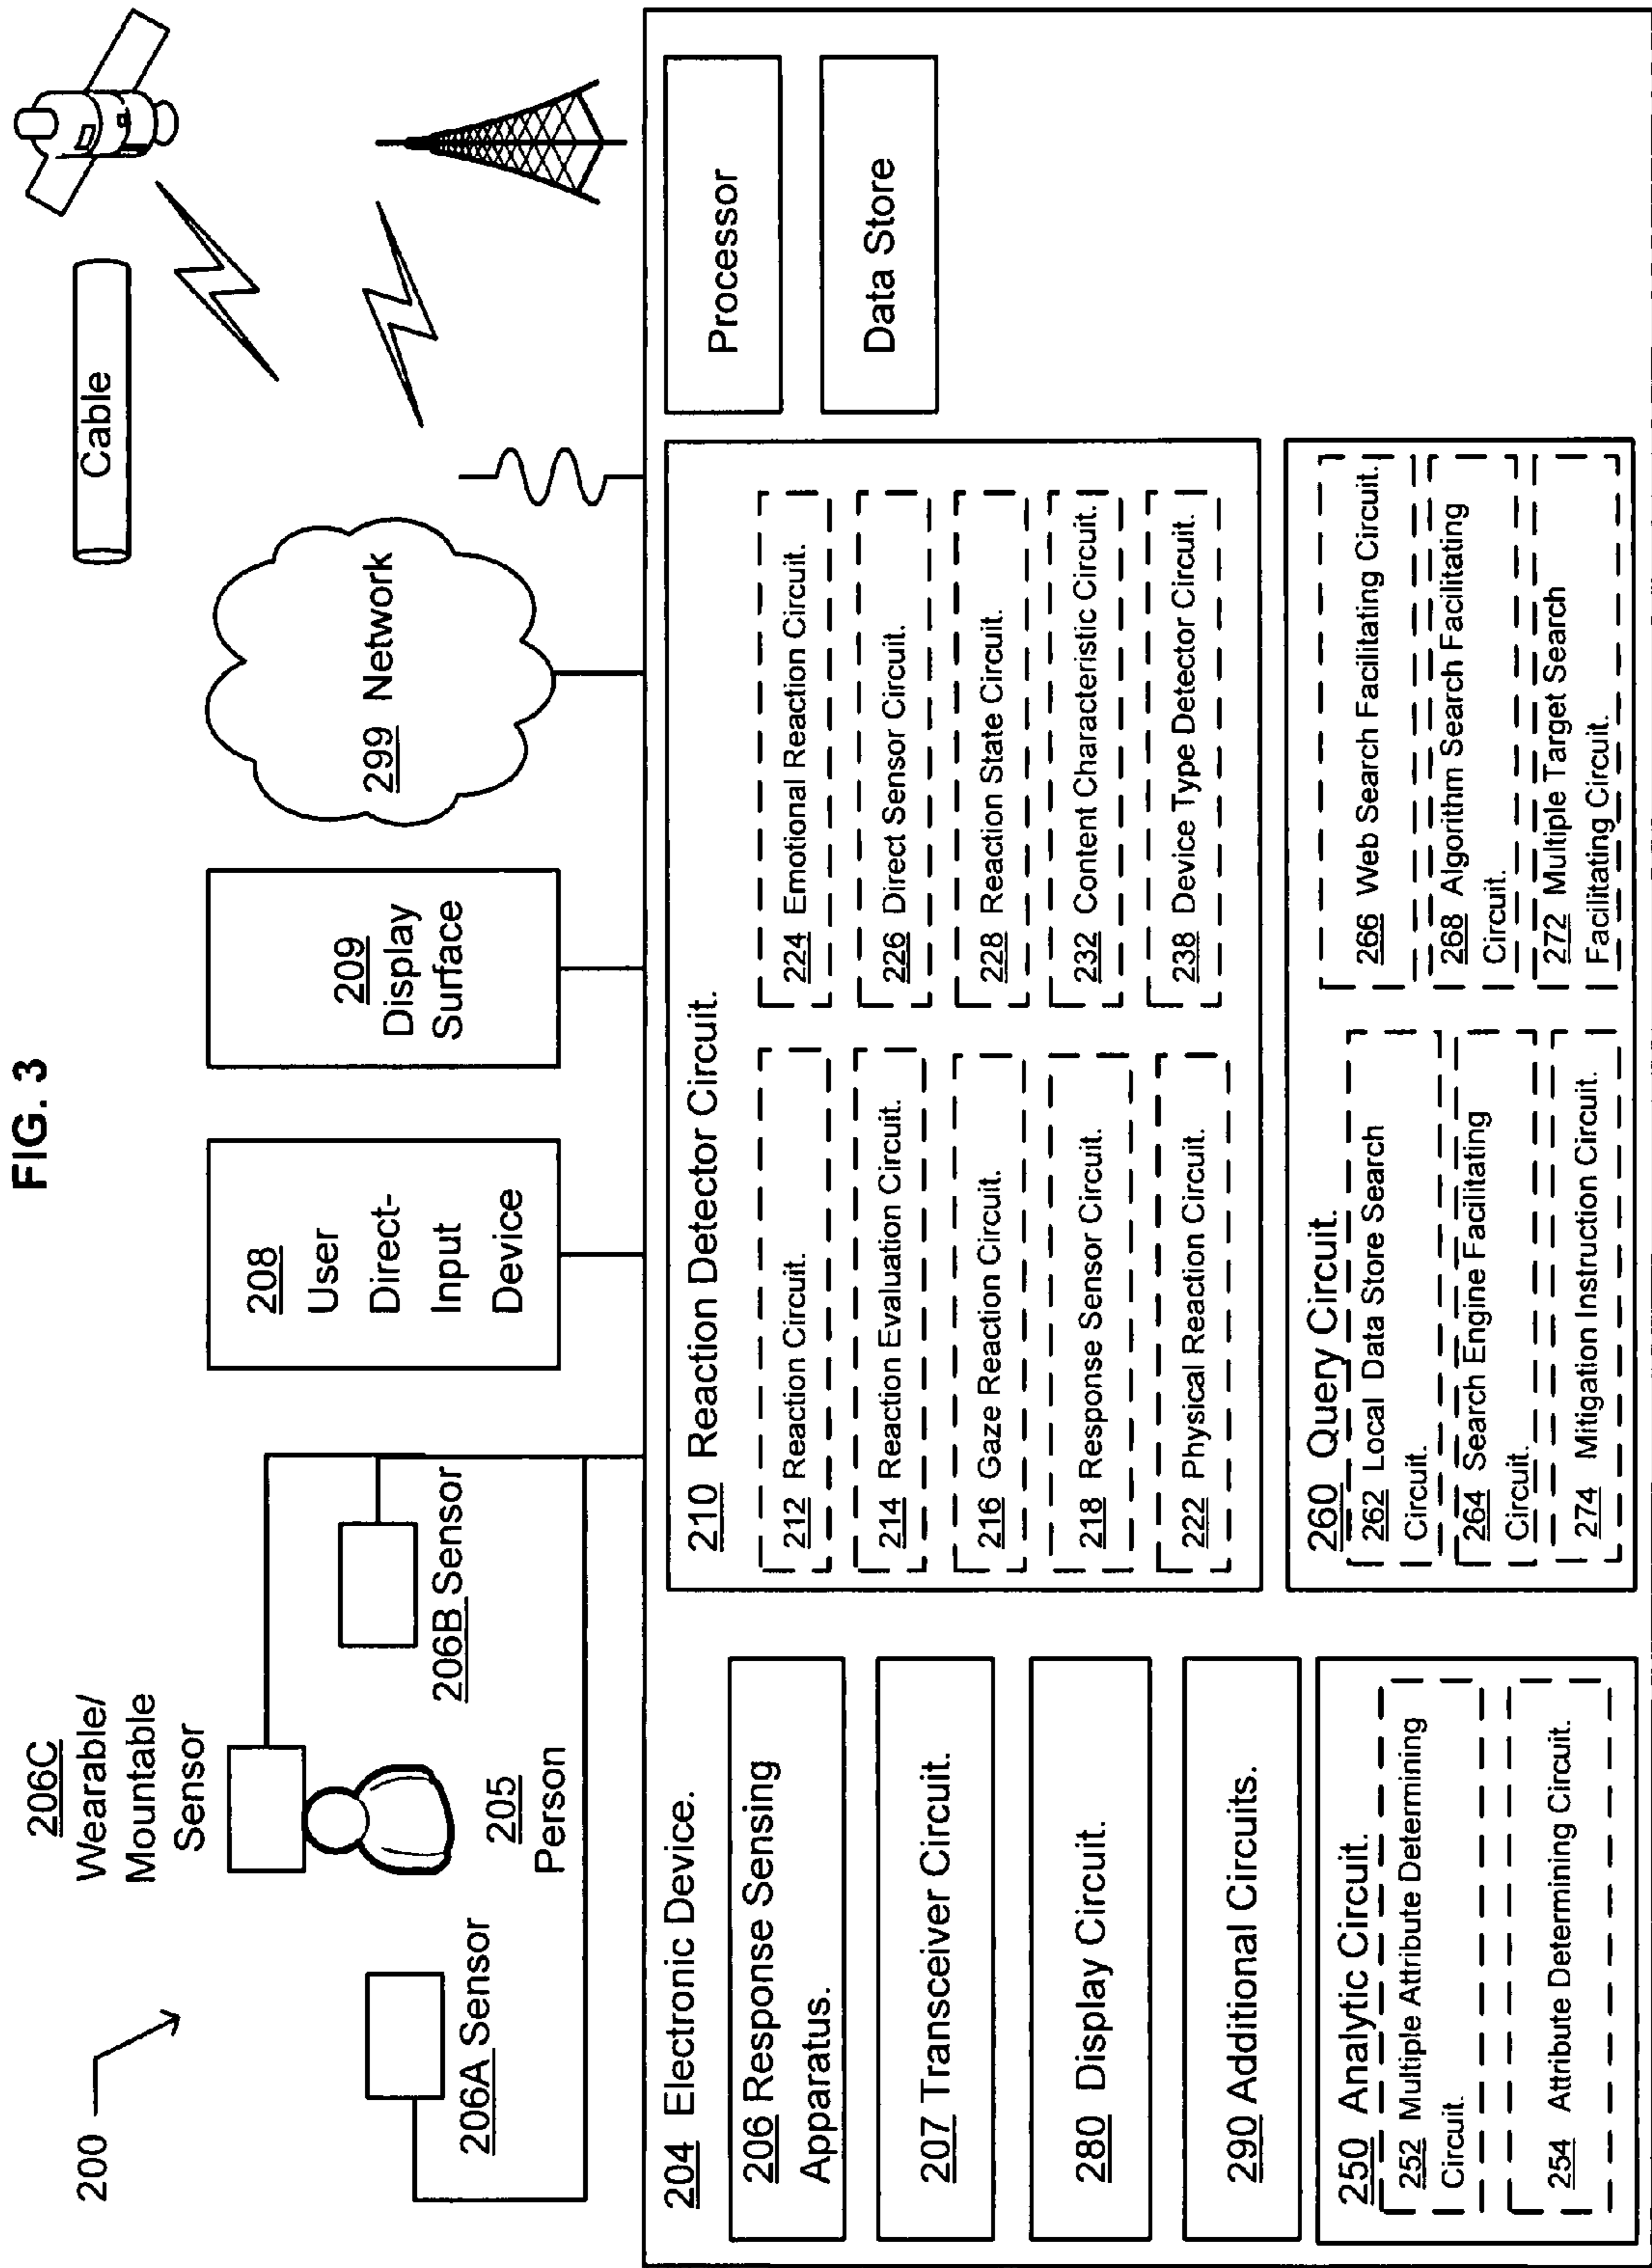 FIG. 3
200
206C
Wearable/
Mountable
Sensor
206A Sensor
205
Person
206B Sensor
208
User
Direct-
Input
Device
209
Display
Surface
299 Network
Cable
204 Electronic Device.
206 Response Sensing
Apparatus.
207 Transceiver Circuit.
280 Display Circuit.
290 Additional Circuits.
250 Analytic Circuit.
252 Multiple Attribute Determining
Circuit.
254 Attribute Determining Circuit.
210 Reaction Detector Circuit.
212 Reaction Circuit.
214 Reaction Evaluation Circuit.
216 Gaze Reaction Circuit.
218 Response Sensor Circuit.
222 Physical Reaction Circuit.
224 Emotional Reaction Circuit.
226 Direct Sensor Circuit.
228 Reaction State Circuit.
232 Content Characteristic Circuit.
238 Device Type Detector Circuit.
260 Query Circuit.
262 Local Data Store Search
Circuit.
264 Search Engine Facilitating
Circuit.
274 Mitigation Instruction Circuit.
266 Web Search Facilitating Circuit.
268 Algorithm Search Facilitating
Circuit.
272 Multiple Target Search
Facilitating Circuit.
Processor
Data Store